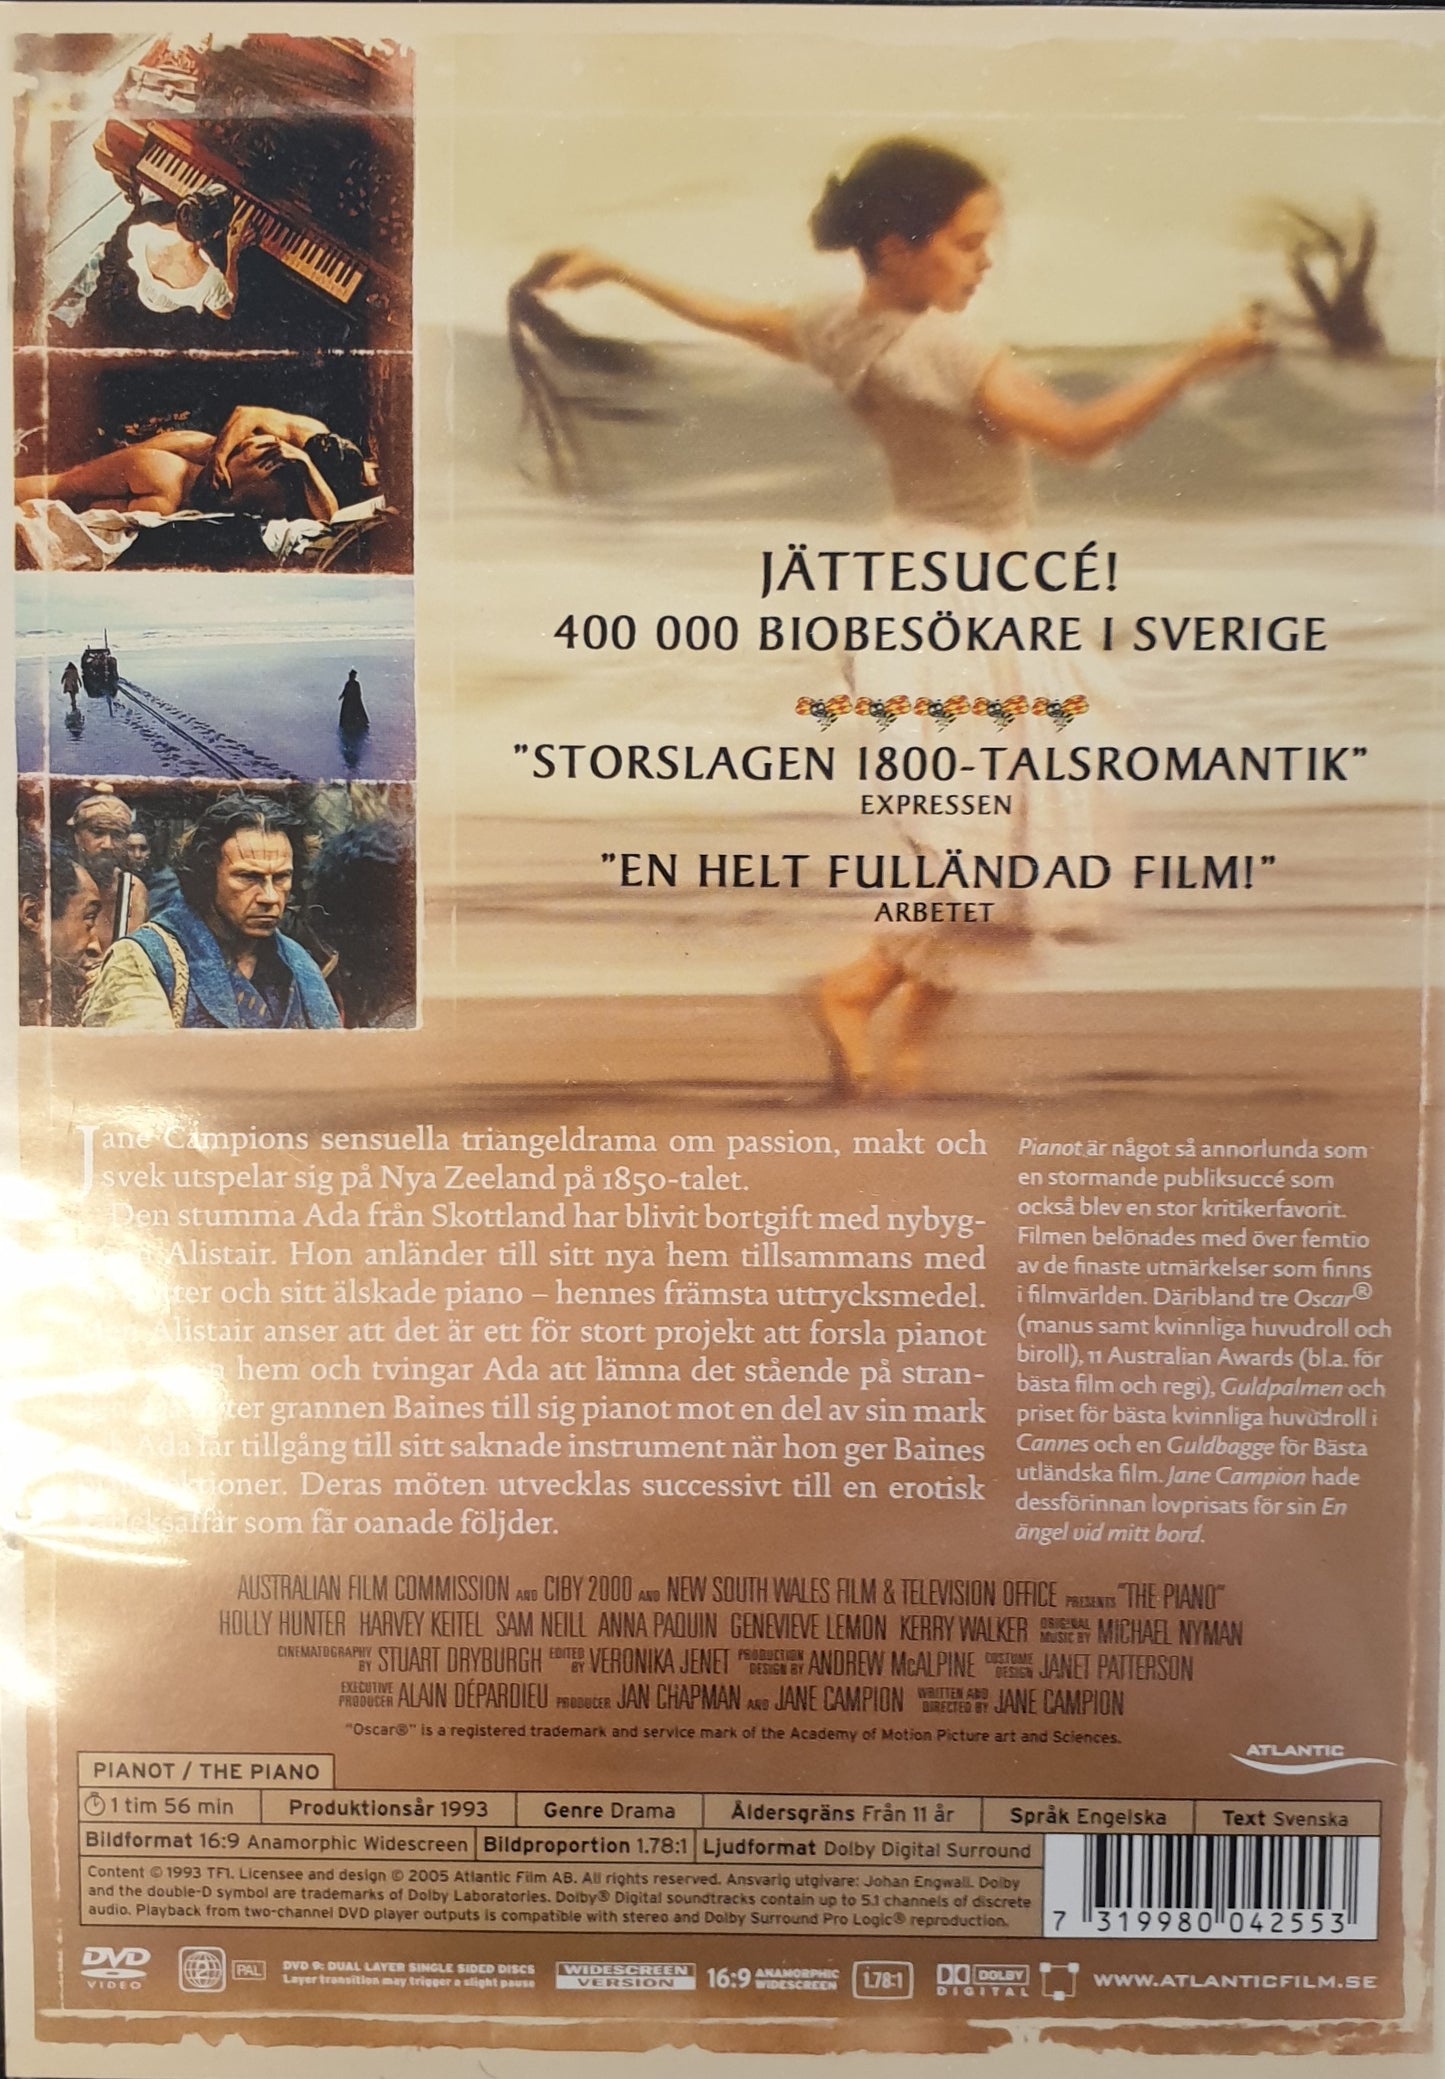 JÄTTESUCCÉ!
400 000 BIOBESÖKARE I SVERIGE
"STORSLAGEN 1800-TALSROMANTIK"
EXPRESSEN
"EN HELT FULLÄNDAD FILM!"
ARBETET
Jane Campions sensuella triangeldrama om passion, makt och
svek utspelar sig på Nya Zeeland på 1850-talet.
Den stumma Ada från Skottland har blivit bortgift med nybyg-
Alistair. Hon anländer till sitt nya hem tillsammans med
och sitt älskade piano – hennes främsta uttrycksmedel.
Alistair anser att det är ett för stort projekt att forsla pianot
hem och tvingar Ada att lämna det stående på stran-
grannen Baines till sig pianot mot en del av sin mark
Ada får tillgång till sitt saknade instrument när hon ger Baines
Deras möten utvecklas successivt till en erotisk
som får oanade följder.
Pianot är något så annorlunda som
en stormande publiksuccé som
också blev en stor kritikerfavorit.
Filmen belönades med över femtio
av de finaste utmärkelser som finns
i filmvärlden. Däribland tre Oscar®
(manus samt kvinnliga huvudroll och
biroll), 11 Australian Awards (bl.a. för
bästa film och regi), Guldpalmen och
priset för bästa kvinnliga huvudroll i
Cannes och en Guldbagge för Bästa
utländska film. Jane Campion hade
dessförinnan lovprisats för sin En
ängel vid mitt bord.
AUSTRALIAN FILM COMMISSION AND CIBY 2000 AND NEW SOUTH WALES FILM & TELEVISION OFFICE PRESENTS "THE PIANO"
HOLLY HUNTER HARVEY KEITEL SAM NEILL ANNA PAQUIN GENEVIEVE LEMON KERRY WALKER ORIGINAL MUSIC BY MICHAEL NYMAN
CINEMATOGRAPHY BY STUART DRYBURGH EDITED BY VERONIKA JENET PRODUCTION DESIGN BY ANDREW McALPINE COSTUME DESIGN JANET PATTERSON
EXECUTIVE PRODUCER ALAIN DÉPARDIEU PRODUCER JAN CHAPMAN AND JANE CAMPION WRITTEN AND DIRECTED BY JANE CAMPION
"Oscar®" is a registered trademark and service mark of the Academy of Motion Picture art and Sciences.
ATLANTIC
PIANOT / THE PIANO
1 tim 56 min Produktionsår 1993 Genre Drama Åldersgräns Från 11 år Språk Engelska Text Svenska
Bildformat 16:9 Anamorphic Widescreen Bildproportion 1.78:1 Ljudformat Dolby Digital Surround
Content © 1993 TF1. Licensee and design © 2005 Atlantic Film AB. All rights reserved. Ansvarig utgivare: Johan Engwall. Dolby
and the double-D symbol are trademarks of Dolby Laboratories. Dolby® Digital soundtracks contain up to 5.1 channels of discrete
audio. Playback from two-channel DVD player outputs is compatible with stereo and Dolby Surround Pro Logic® reproduction.
7 319980 042553
DVD VIDEO 2 PAL DVD 9: DUAL LAYER SINGLE SIDED DISCS
Layer transition may trigger a slight pause
WIDESCREEN VERSION 16:9 ANAMORPHIC WIDESCREEN 1.78:1 DOLBY DIGITAL WWW.ATLANTICFILM.SE